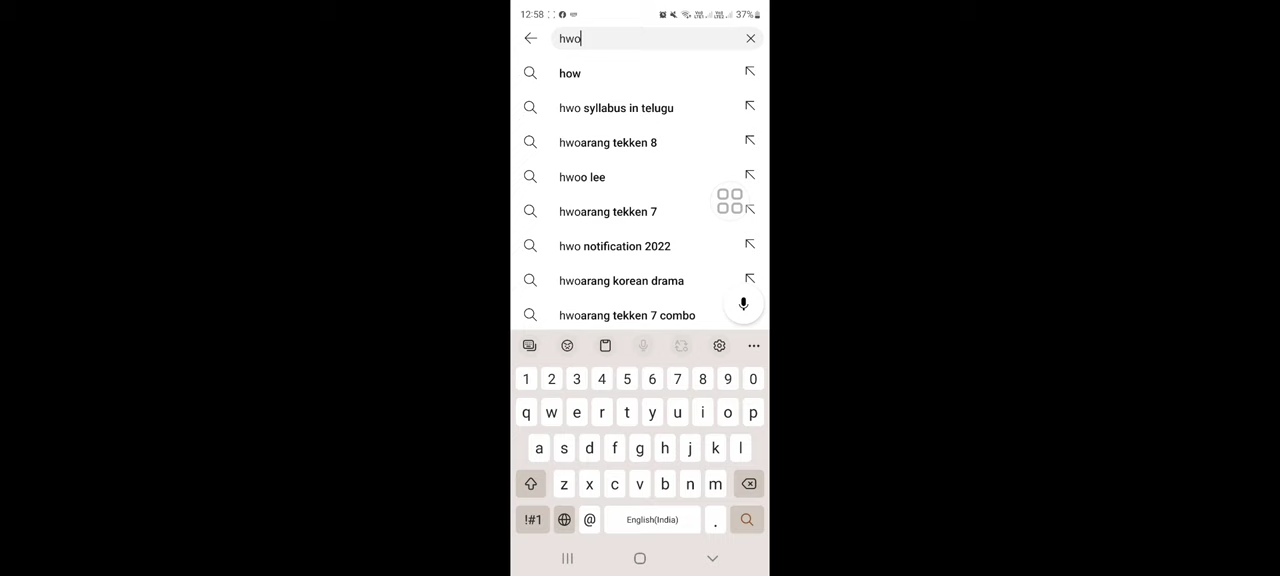 12:58 37%
hwo
how
hwo syllabus in telugu
hwoarang tekken 8
hwoo lee
hwoarang tekken 7
hwo notification 2022
hwoarang korean drama
hwoarang tekken 7 combo
1 2 3 4 5 6 7 8 9 0
q w e r t y u i o p
a s d f g h j k l
z x c v b n m
!#1 @ English(India) .